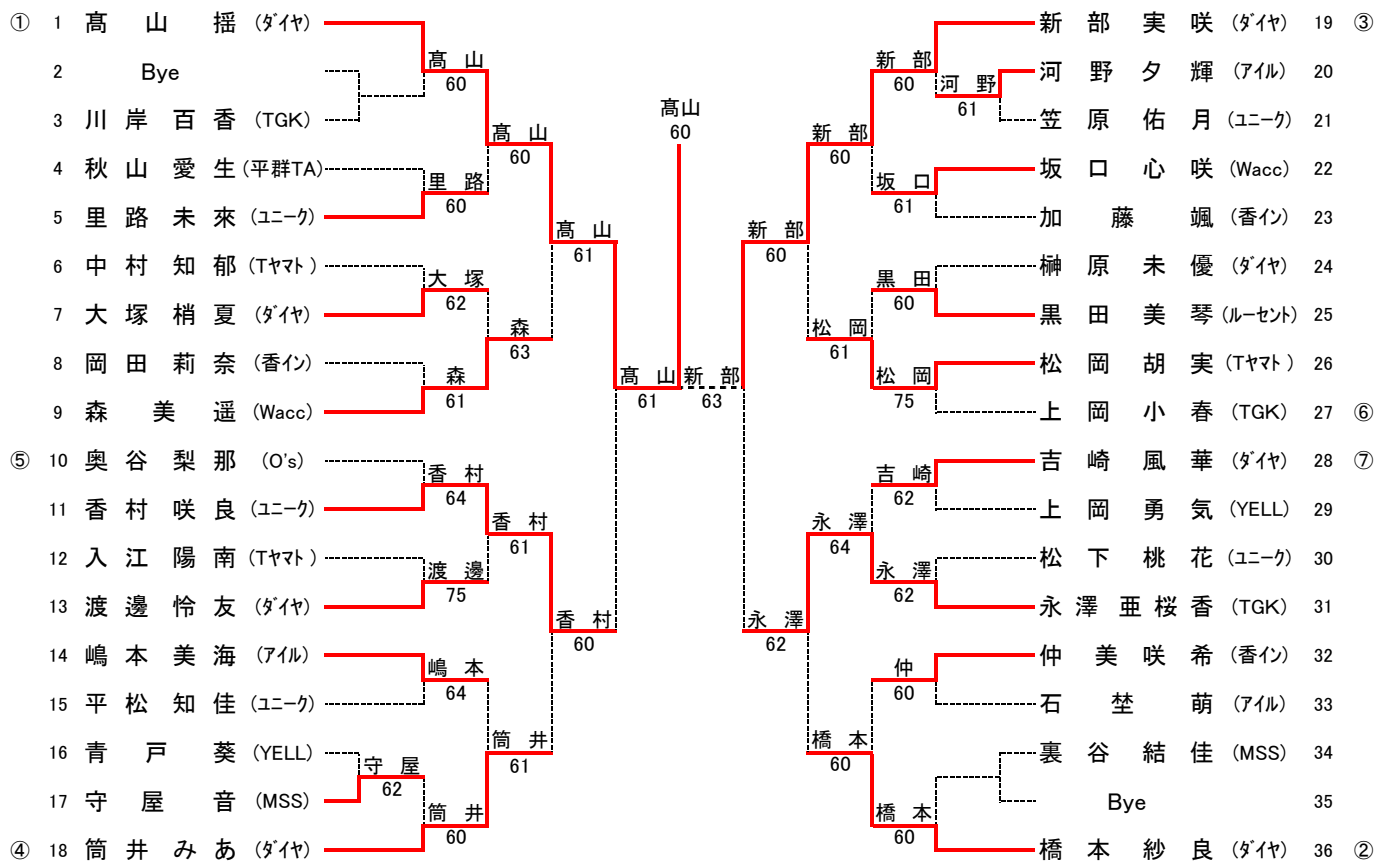 ① 1 髙山揺 (ダイヤ)
2 Bye
3 川岸百香 (TGK)
4 秋山愛生 (平群TA)
5 里路未來 (ユニーク)
6 中村知郁 (Tヤマト)
7 大塚梢夏 (ダイヤ)
8 岡田莉奈 (香イン)
9 森美遥 (Wacc)
⑤ 10 奥谷梨那 (O's)
11 香村咲良 (ユニーク)
12 入江陽南 (Tヤマト)
13 渡邊怜友 (ダイヤ)
14 嶋本美海 (アイル)
15 平松知佳 (ユニーク)
16 青戸葵 (YELL)
17 守屋音 (MSS)
④ 18 筒井みあ (ダイヤ)
守屋
62
髙山
60
里路
60
大塚
62
森
61
香村
64
渡邊
75
嶋本
64
筒井
60
髙山
60
森
63
香村
61
筒井
61
髙山
61
香村
60
髙山
61
髙山
60
新部
63
新部
60
永澤
62
新部
60
松岡
61
永澤
64
橋本
60
新部
60
坂口
61
黒田
60
松岡
75
吉崎
62
永澤
62
仲
60
橋本
60
河野
61
新部実咲 (ダイヤ) 19 ③
河野夕輝 (アイル) 20
笠原佑月 (ユニーク) 21
坂口心咲 (Wacc) 22
加藤颯 (香イン) 23
榊原未優 (ダイヤ) 24
黒田美琴 (ルーセント) 25
松岡胡実 (Tヤマト) 26
上岡小春 (TGK) 27 ⑥
吉崎風華 (ダイヤ) 28 ⑦
上岡勇気 (YELL) 29
松下桃花 (ユニーク) 30
永澤亜桜香 (TGK) 31
仲美咲希 (香イン) 32
石埜萌 (アイル) 33
裏谷結佳 (MSS) 34
Bye 35
橋本紗良 (ダイヤ) 36 ②